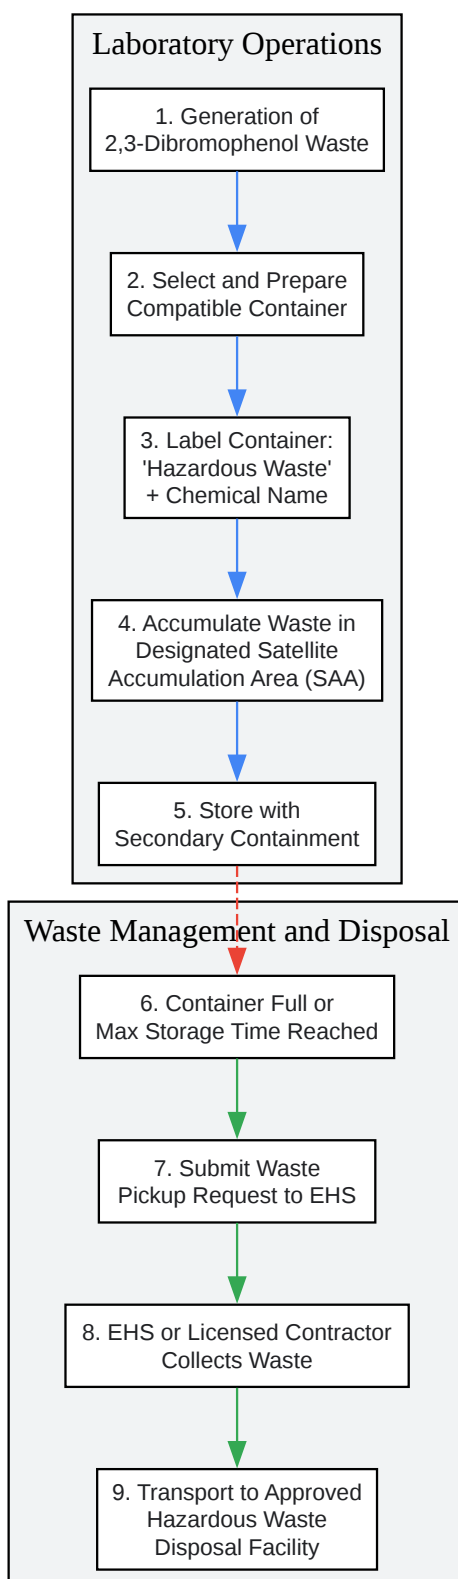 Laboratory Operations
1. Generation of
2,3-Dibromophenol Waste
2. Select and Prepare
Compatible Container
3. Label Container:
'Hazardous Waste'
+ Chemical Name
4. Accumulate Waste in
Designated Satellite
Accumulation Area (SAA)
5. Store with
Secondary Containment
Waste Management and Disposal
6. Container Full or
Max Storage Time Reached
7. Submit Waste
Pickup Request to EHS
8. EHS or Licensed Contractor
Collects Waste
9. Transport to Approved
Hazardous Waste
Disposal Facility